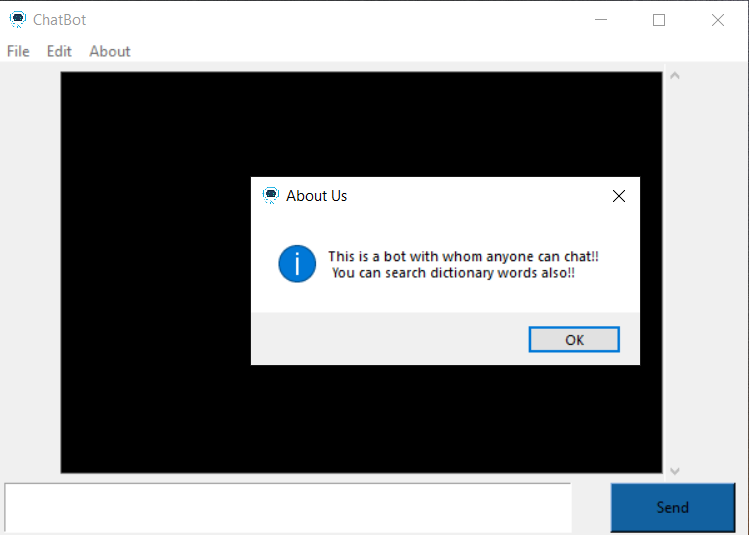 ChatBot
File Edit About
About Us
This is a bot with whom anyone can chat!!
You can search dictionary words also!!
OK
Send